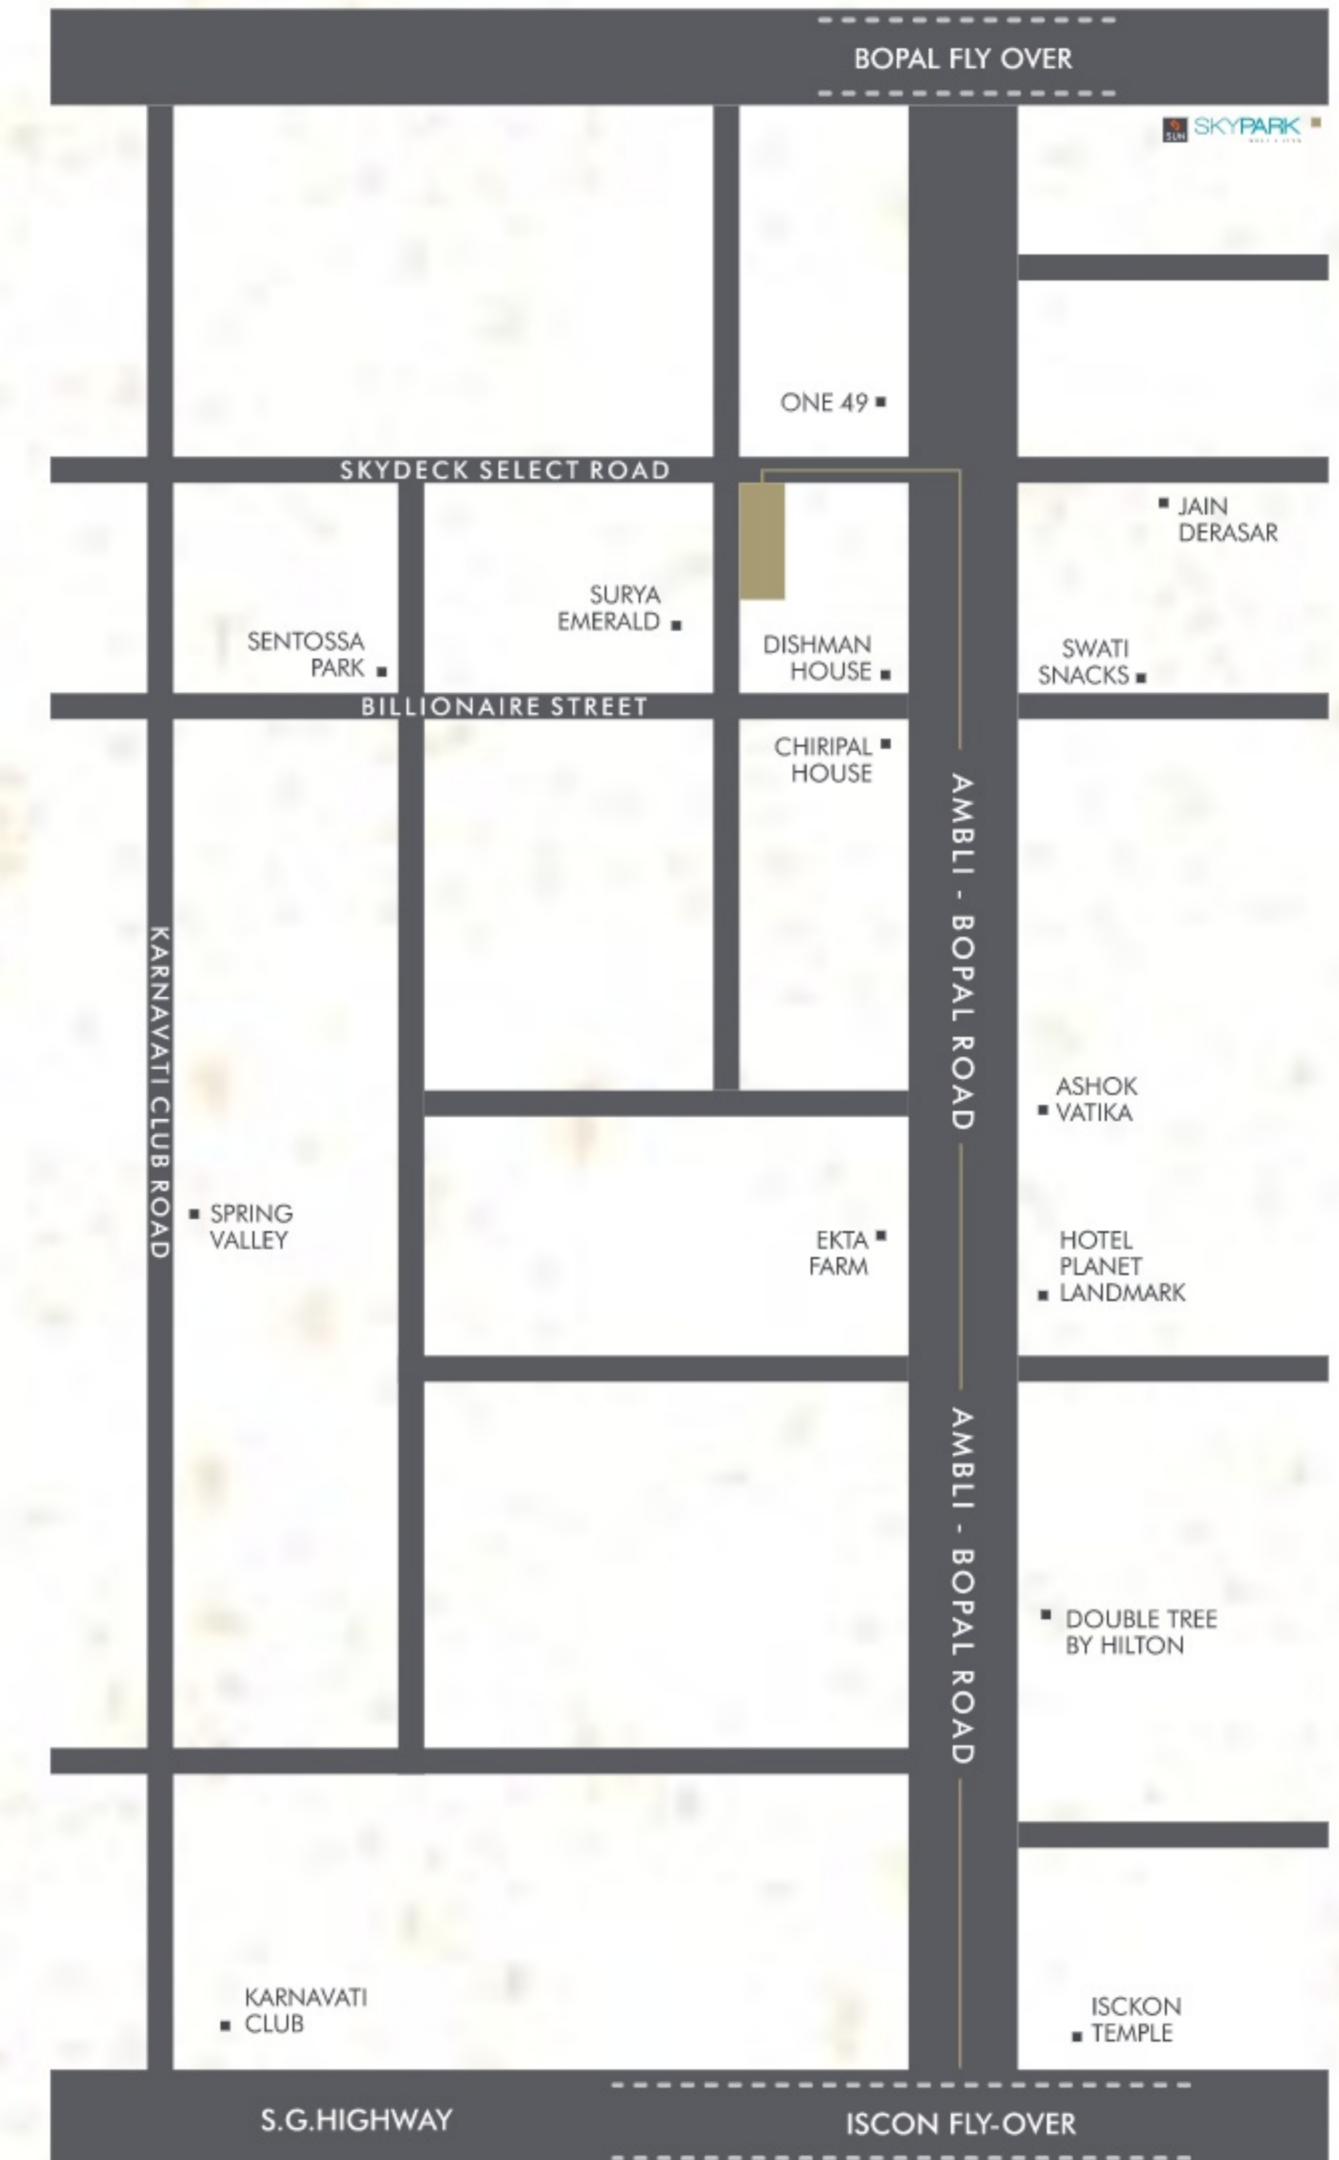 BOPAL FLY OVER
SUN
SKYPARK
ONE 49
SKYDECK SELECT ROAD
JAIN
DERASAR
SURYA
EMERALD
SENTOSSA
PARK
DISHMAN
HOUSE
SWATI
SNACKS
BILLIONAIRE STREET
CHIRIPAL
HOUSE
AMBLI - BOPAL ROAD
KARNAVATI CLUB ROAD
ASHOK
VATIKA
SPRING
VALLEY
EKTA
FARM
HOTEL
PLANET
LANDMARK
AMBLI - BOPAL ROAD
DOUBLE TREE
BY HILTON
KARNAVATI
CLUB
ISCKON
TEMPLE
S.G.HIGHWAY
ISCON FLY-OVER